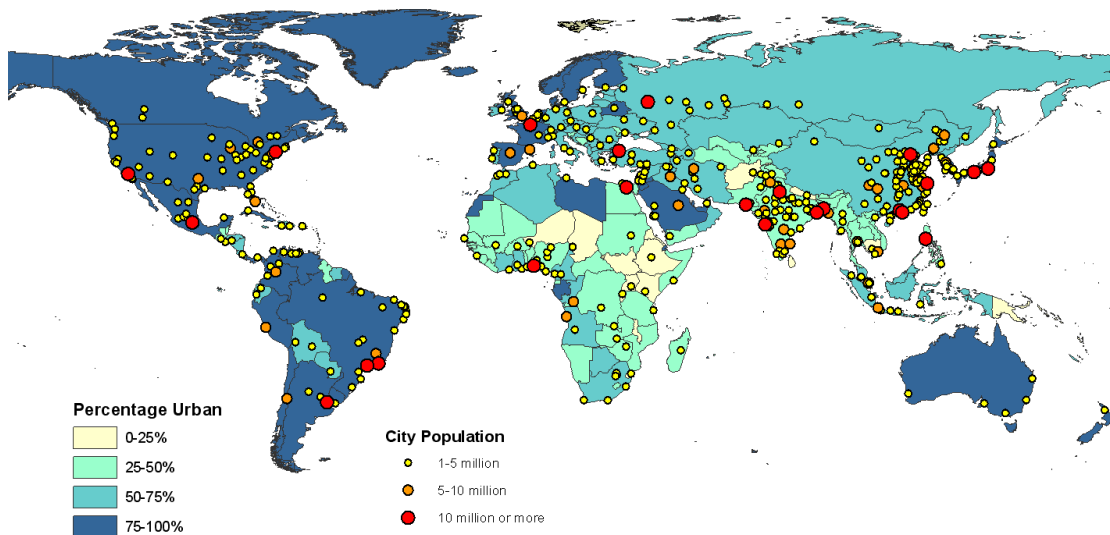 Percentage Urban
0-25%
25-50%
50-75%
75-100%
City Population
1-5 million
5-10 million
10 million or more